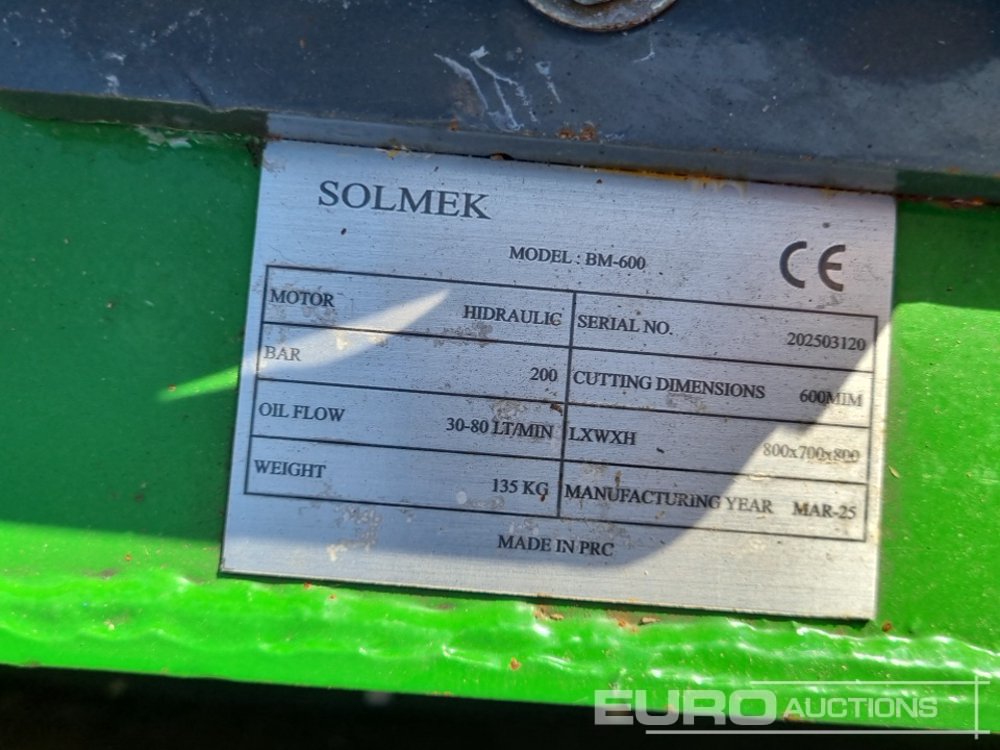 SOLMEK
MODEL : BM-600
CE
MOTOR HIDRAULIC SERIAL NO. 202503120
BAR 200 CUTTING DIMENSIONS 600MIM
OIL FLOW 30-80 LT/MIN LXWXH 800x700x800
WEIGHT 135 KG MANUFACTURING YEAR MAR-25
MADE IN PRC
EURO AUCTIONS